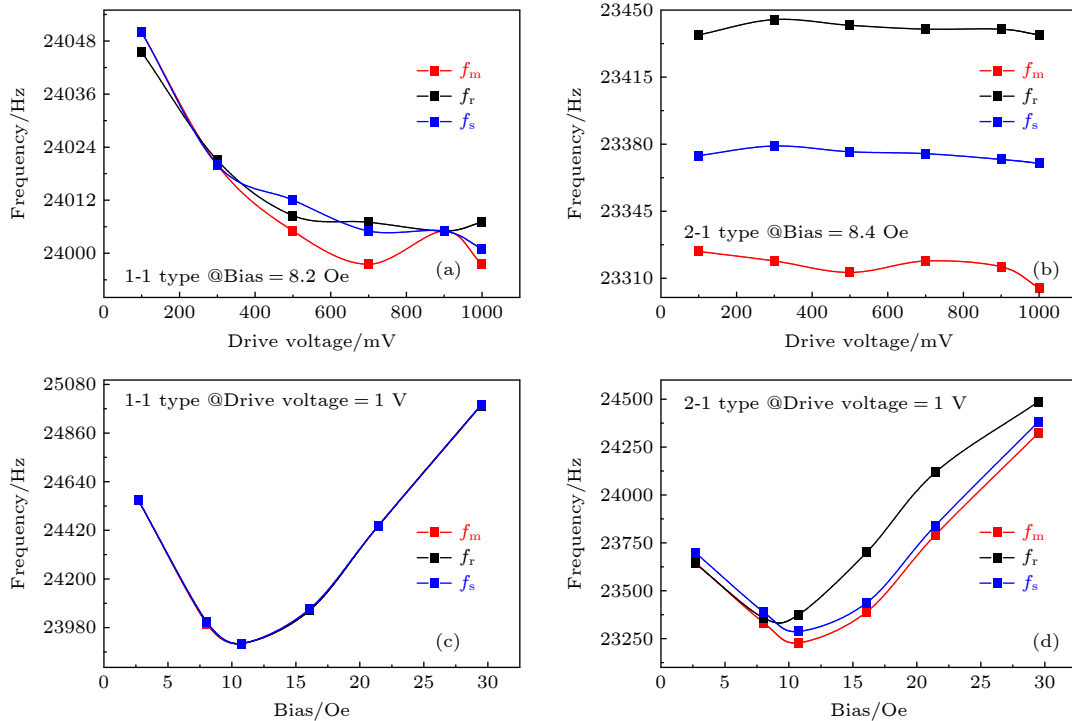 24048
24036
24024
24012
24000
Frequency/Hz
fm
fr
fs
1-1 type @Bias = 8.2 Oe
(a)
0 200 400 600 800 1000
Drive voltage/mV
23450
23415
23380
23345
23310
Frequency/Hz
fm
fr
fs
2-1 type @Bias = 8.4 Oe
(b)
0 200 400 600 800 1000
Drive voltage/mV
25080
24860
24640
24420
24200
23980
Frequency/Hz
1-1 type @Drive voltage = 1 V
fm
fr
fs
(c)
0 5 10 15 20 25 30
Bias/Oe
24500
24250
24000
23750
23500
23250
Frequency/Hz
2-1 type @Drive voltage = 1 V
fm
fr
fs
(d)
0 5 10 15 20 25 30
Bias/Oe